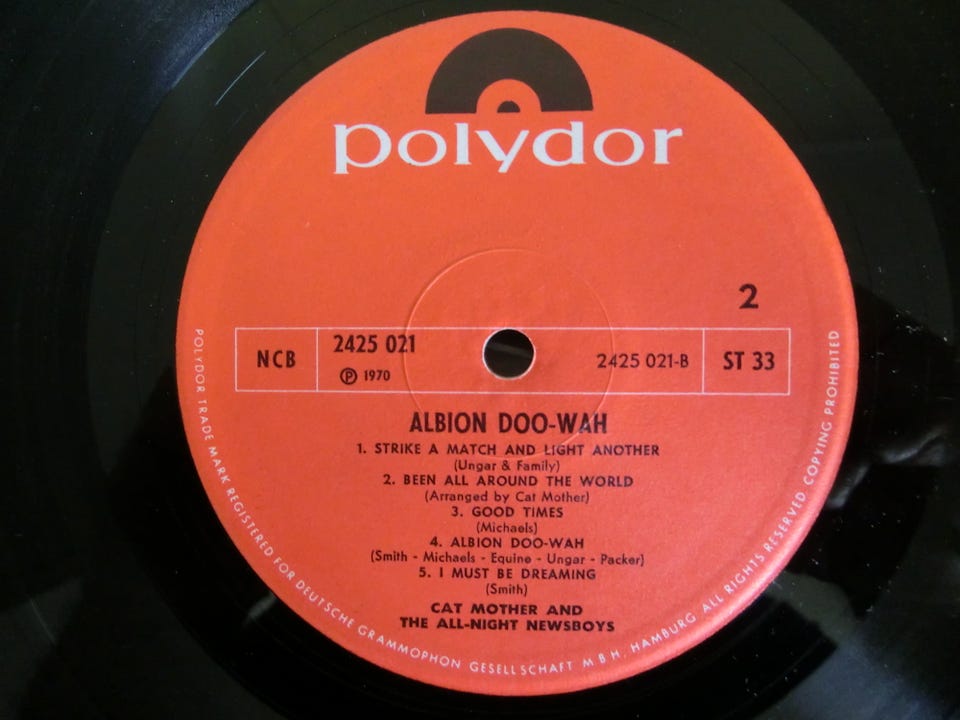 polydor
2
NCB
2425 021
Ⓟ 1970
2425 021-B
ST 33
ALBION DOO-WAH
1. STRIKE A MATCH AND LIGHT ANOTHER
(Ungar & Family)
2. BEEN ALL AROUND THE WORLD
(Arranged by Cat Mother)
3. GOOD TIMES
(Michaels)
4. ALBION DOO-WAH
(Smith - Michaels - Equine - Ungar - Packer)
5. I MUST BE DREAMING
(Smith)
CAT MOTHER AND
THE ALL-NIGHT NEWSBOYS
POLYDOR TRADE MARK REGISTERED FOR DEUTSCHE GRAMMOPHON GESELLSCHAFT M B H, HAMBURG ALL RIGHTS RESERVED COPYING PROHIBITED